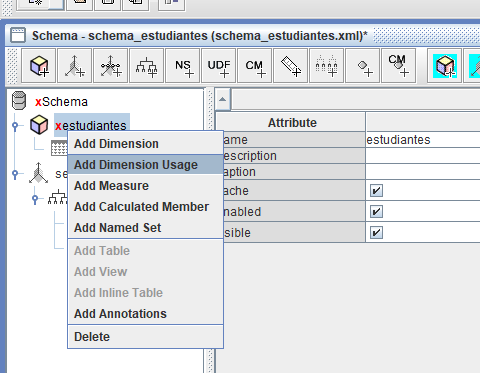 Schema - schema_estudiantes (schema_estudiantes.xml)*
NS UDF CM CM
xSchema
xestudiantes
se
Add Dimension
Add Dimension Usage
Add Measure
Add Calculated Member
Add Named Set
Add Table
Add View
Add Inline Table
Add Annotations
Delete
Attribute
ame estudiantes
escription
aption
ache
nabled
isible